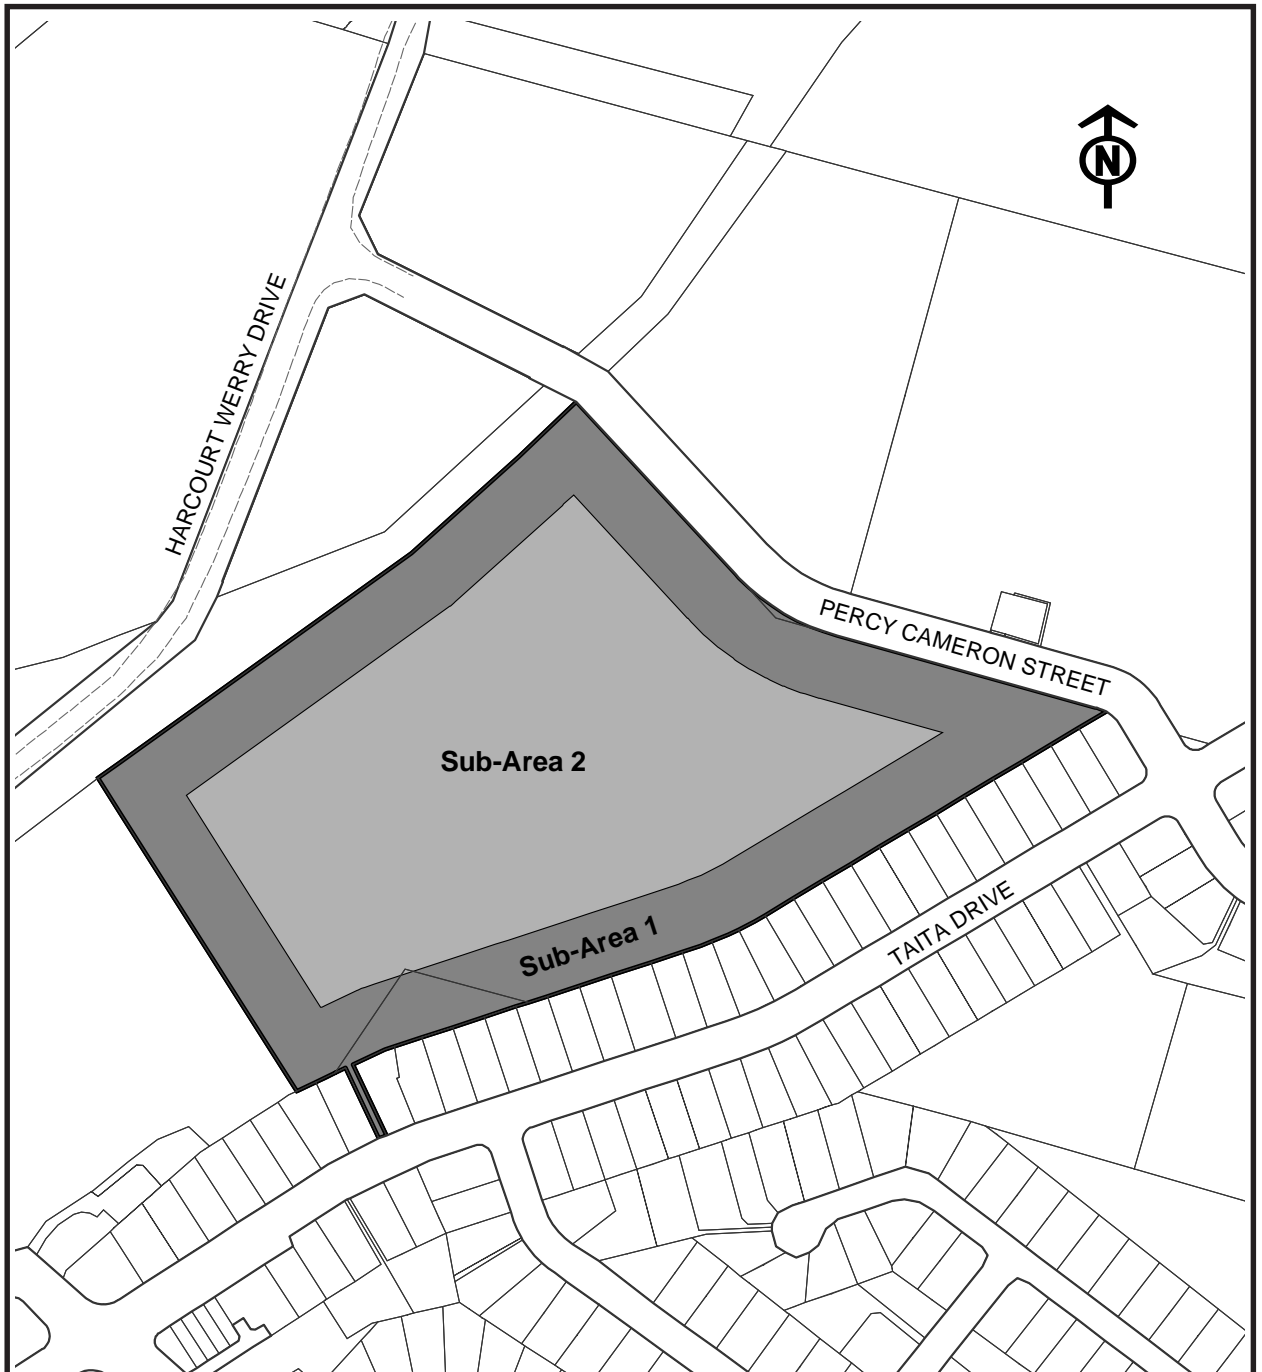 N
HARCOURT WERRY DRIVE
PERCY CAMERON STREET
Sub-Area 2
Sub-Area 1
TAITA DRIVE